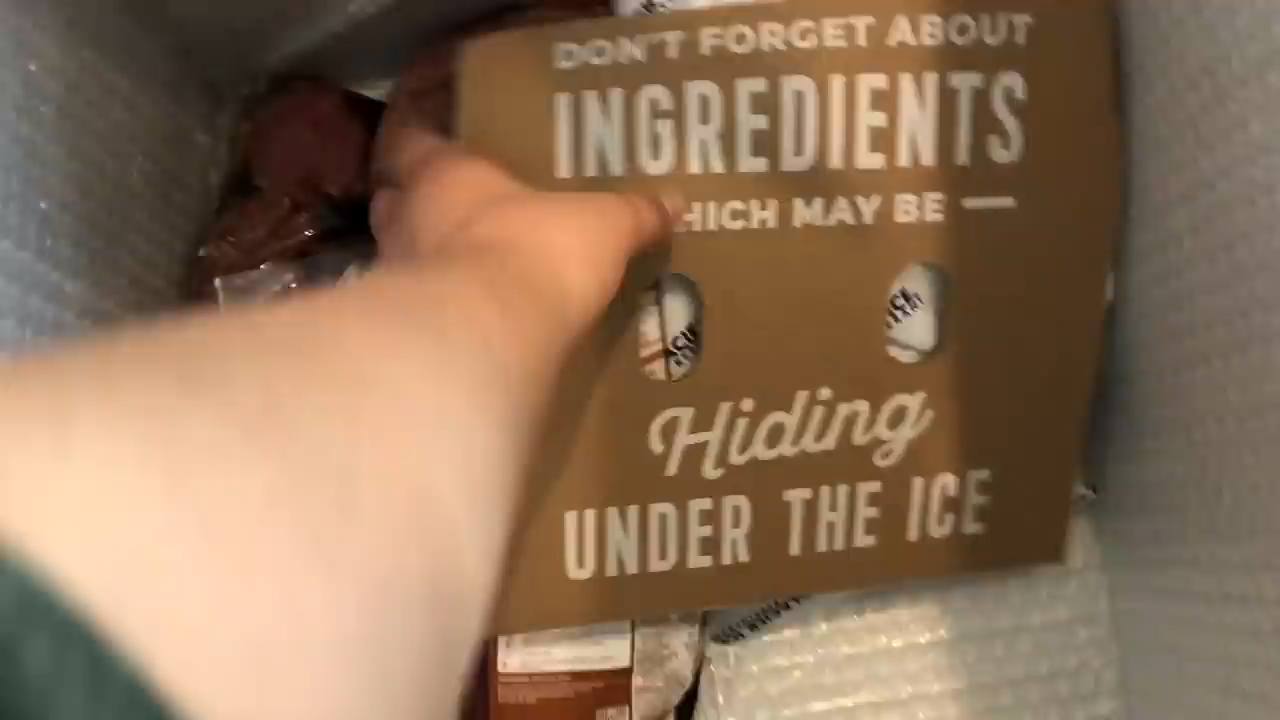 DON'T FORGET ABOUT
INGREDIENTS
HICH MAY BE —
Hiding
UNDER THE ICE